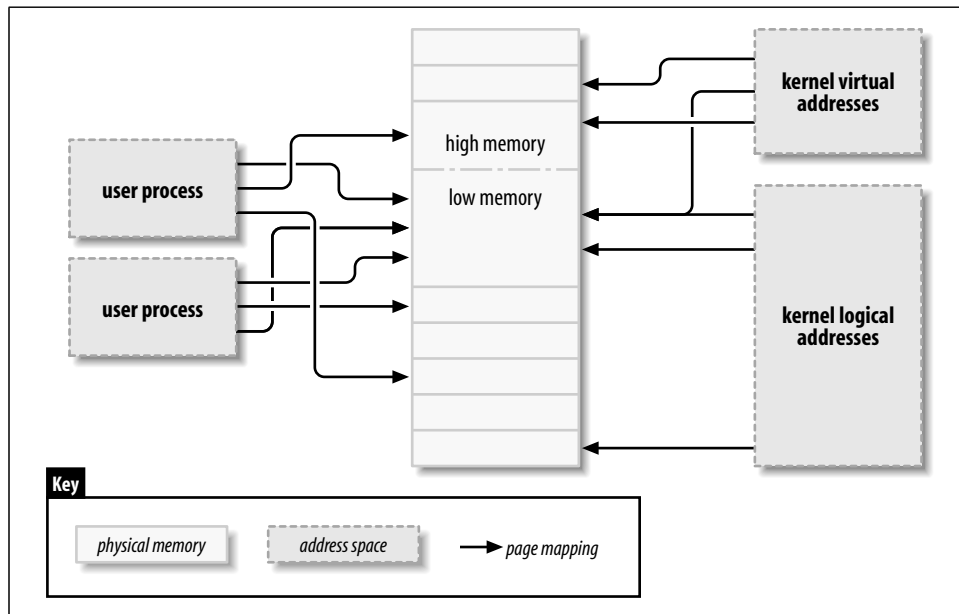 high memory
low memory
user process
user process
kernel virtual
addresses
kernel logical
addresses
Key
physical memory
address space
page mapping